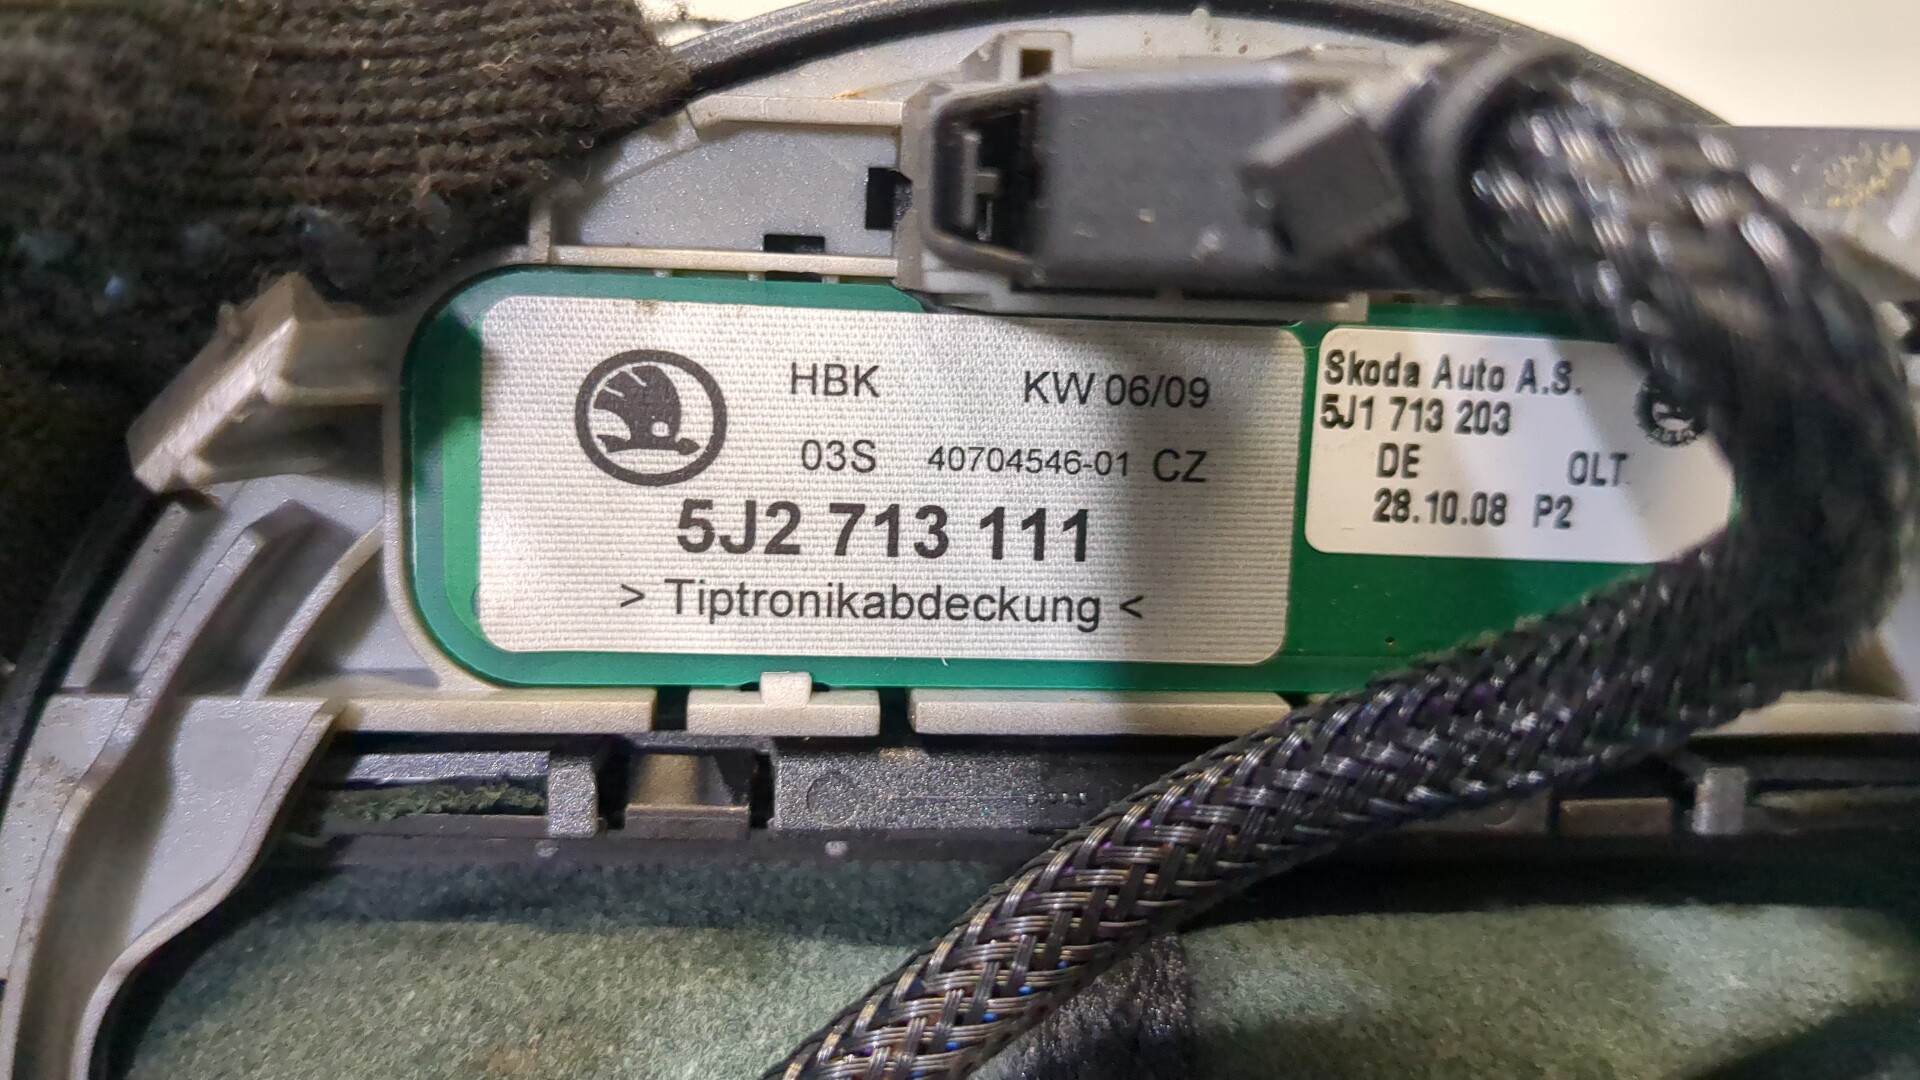 HBK KW 06/09
03S 40704546-01 CZ
5J2 713 111
> Tiptronikabdeckung <
Skoda Auto A.S.
5J1 713 203
DE OLT
28.10.08 P2